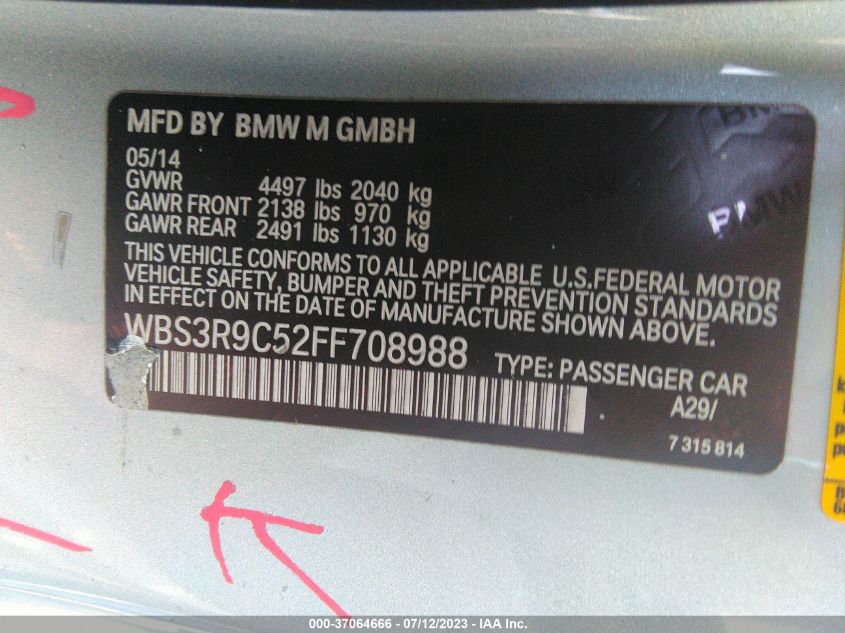 MFD BY BMW M GMBH
05/14
GVWR 4497 lbs 2040 kg
GAWR FRONT 2138 lbs 970 kg
GAWR REAR 2491 lbs 1130 kg
THIS VEHICLE CONFORMS TO ALL APPLICABLE U.S.FEDERAL MOTOR
VEHICLE SAFETY, BUMPER AND THEFT PREVENTION STANDARDS
IN EFFECT ON THE DATE OF MANUFACTURE SHOWN ABOVE.
WBS3R9C52FF708988 TYPE: PASSENGER CAR
A29/
7 315 814
BMW
000-37064666 - 07/12/2023 - IAA Inc.